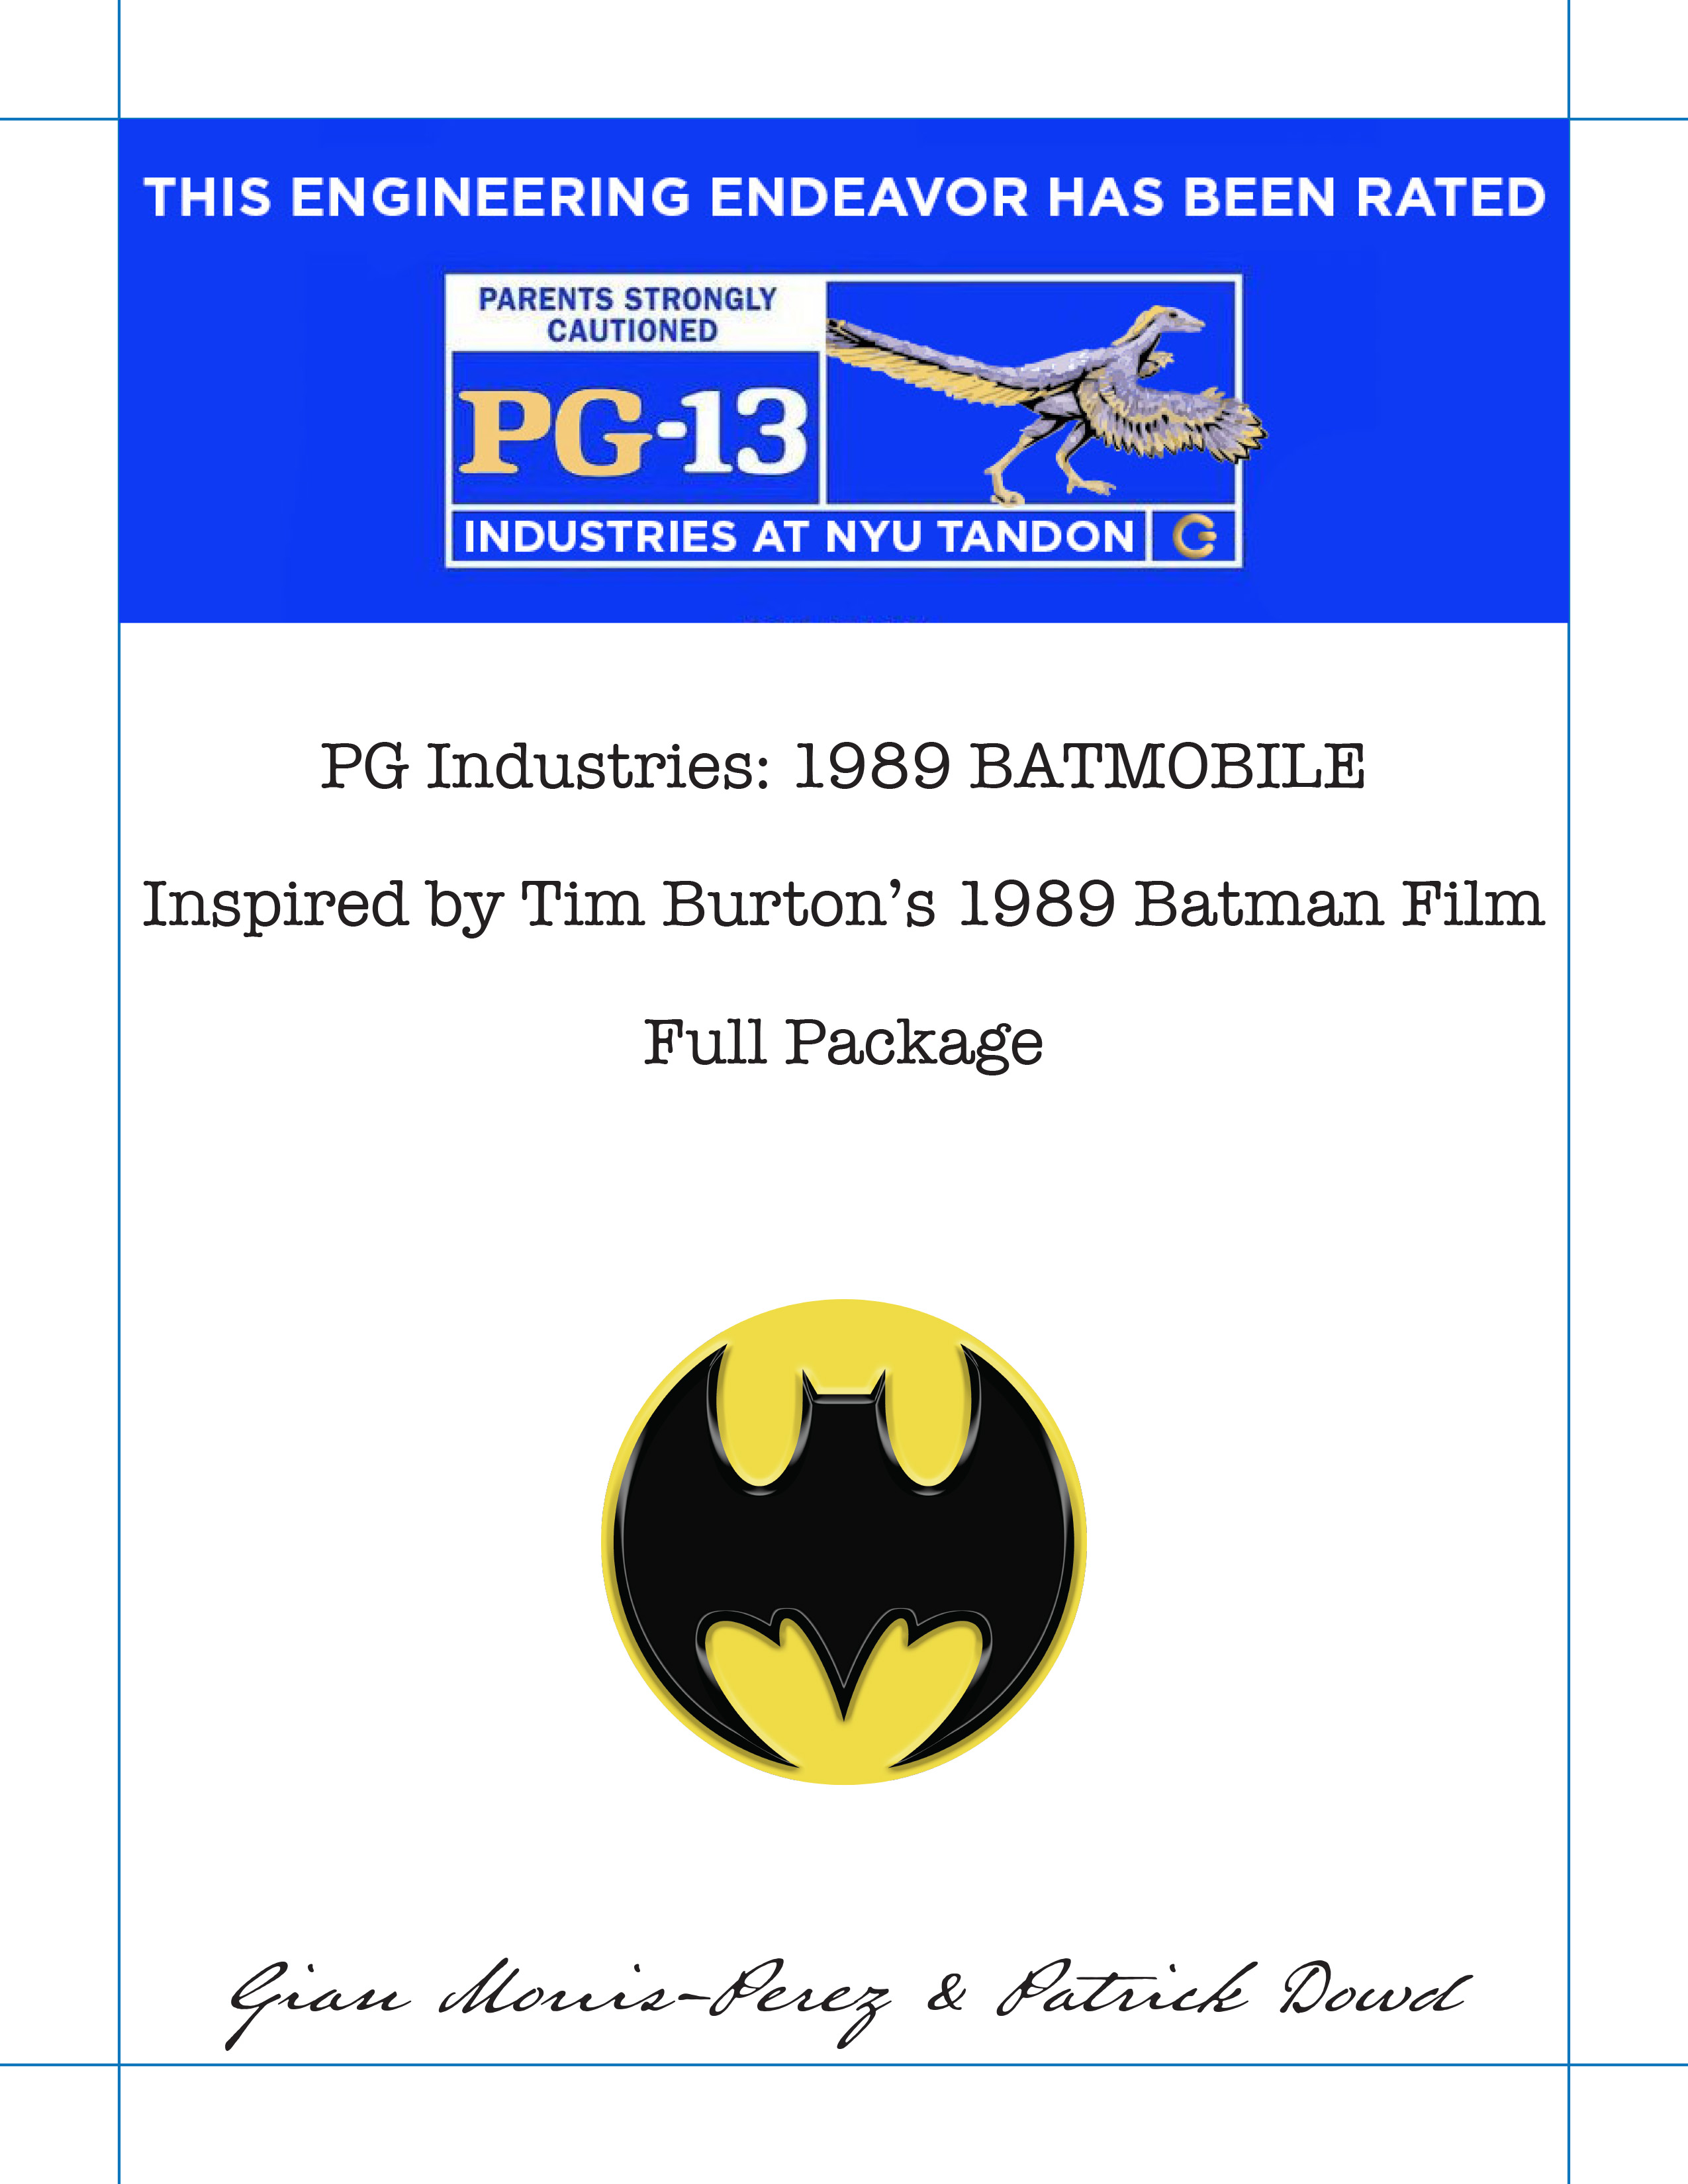 THIS ENGINEERING ENDEAVOR HAS BEEN RATED
PARENTS STRONGLY
CAUTIONED
PG-13
INDUSTRIES AT NYU TANDON
PG Industries: 1989 BATMOBILE
Inspired by Tim Burton’s 1989 Batman Film
Full Package
Gian Morris-Perez & Patrick Dowd